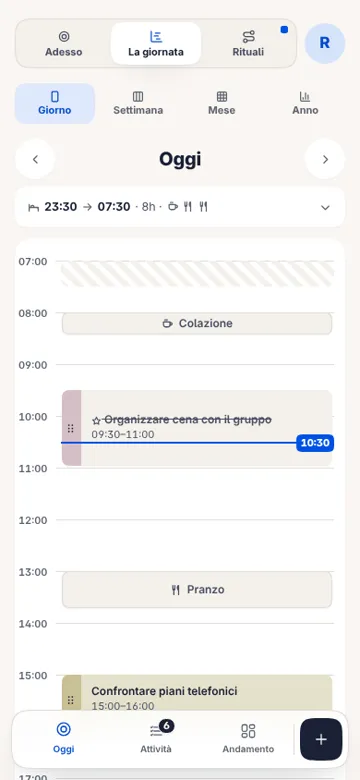 Adesso
La giornata
Rituali
R
Giorno
Settimana
Mese
Anno
Oggi
23:30 → 07:30 · 8h ·
07:00
08:00
Colazione
09:00
10:00
Organizzare cena con il gruppo
09:30–11:00
10:30
11:00
12:00
13:00
Pranzo
14:00
15:00
Confrontare piani telefonici
15:00–16:00
Oggi
6
Attività
Andamento
+
17:00